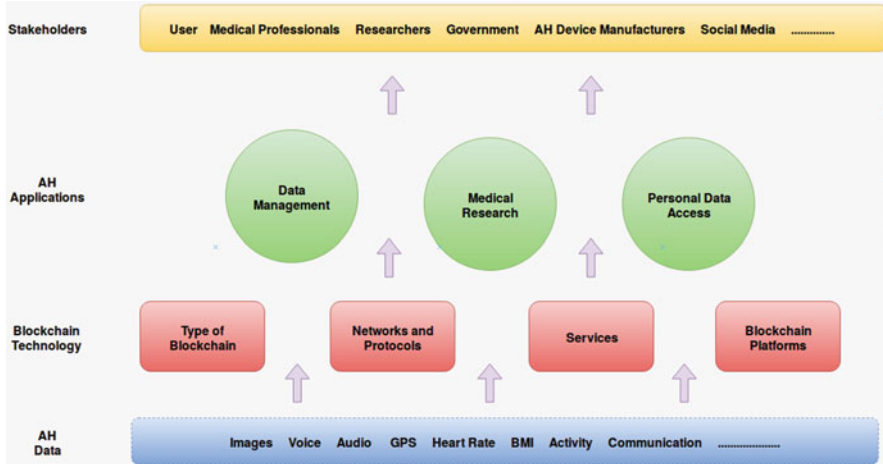 Stakeholders
User Medical Professionals Researchers Government AH Device Manufacturers Social Media ..............
AH
Applications
Data
Management
Medical
Research
Personal Data
Access
Blockchain
Technology
Type of
Blockchain
Networks and
Protocols
Services
Blockchain
Platforms
AH
Data
Images Voice Audio GPS Heart Rate BMI Activity Communication ....................